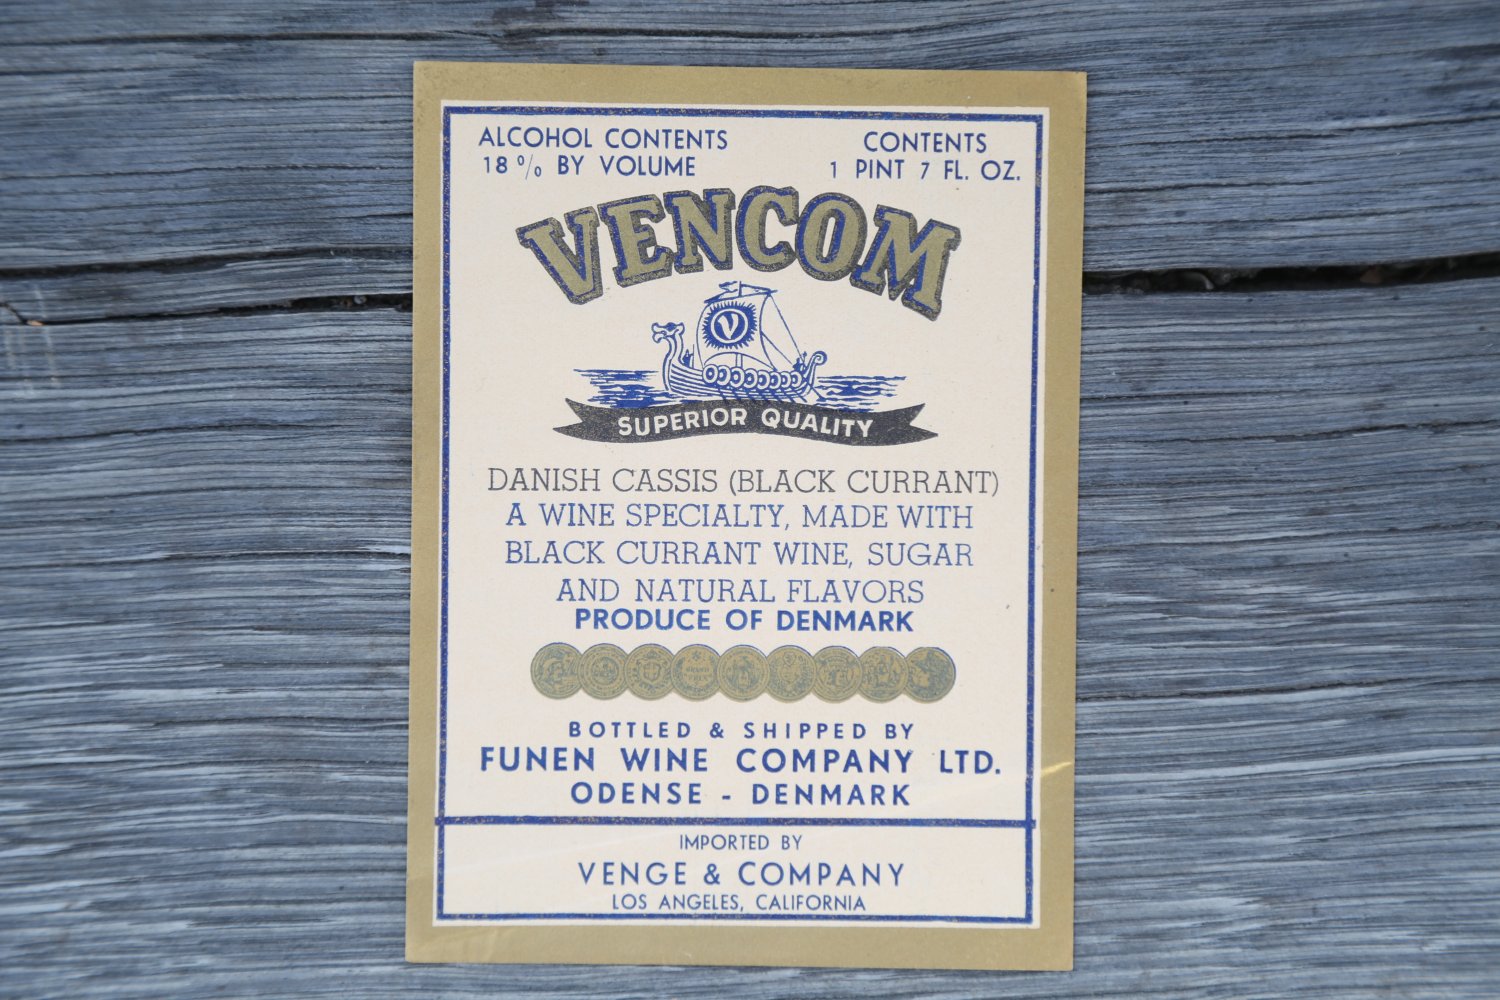 ALCOHOL CONTENTS
18% BY VOLUME
CONTENTS
1 PINT 7 FL. OZ.
VENCOM
V
SUPERIOR QUALITY
DANISH CASSIS (BLACK CURRANT)
A WINE SPECIALTY, MADE WITH
BLACK CURRANT WINE, SUGAR
AND NATURAL FLAVORS
PRODUCE OF DENMARK
BOTTLED & SHIPPED BY
FUNEN WINE COMPANY LTD.
ODENSE - DENMARK
IMPORTED BY
VENGE & COMPANY
LOS ANGELES, CALIFORNIA